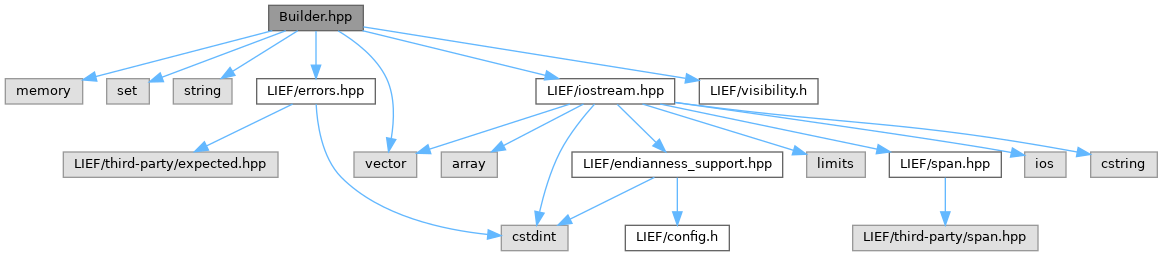 Builder.hpp
memory
set
string
LIEF/errors.hpp
LIEF/iostream.hpp
LIEF/visibility.h
LIEF/third-party/expected.hpp
vector
array
LIEF/endianness_support.hpp
limits
LIEF/span.hpp
ios
cstring
cstdint
LIEF/config.h
LIEF/third-party/span.hpp